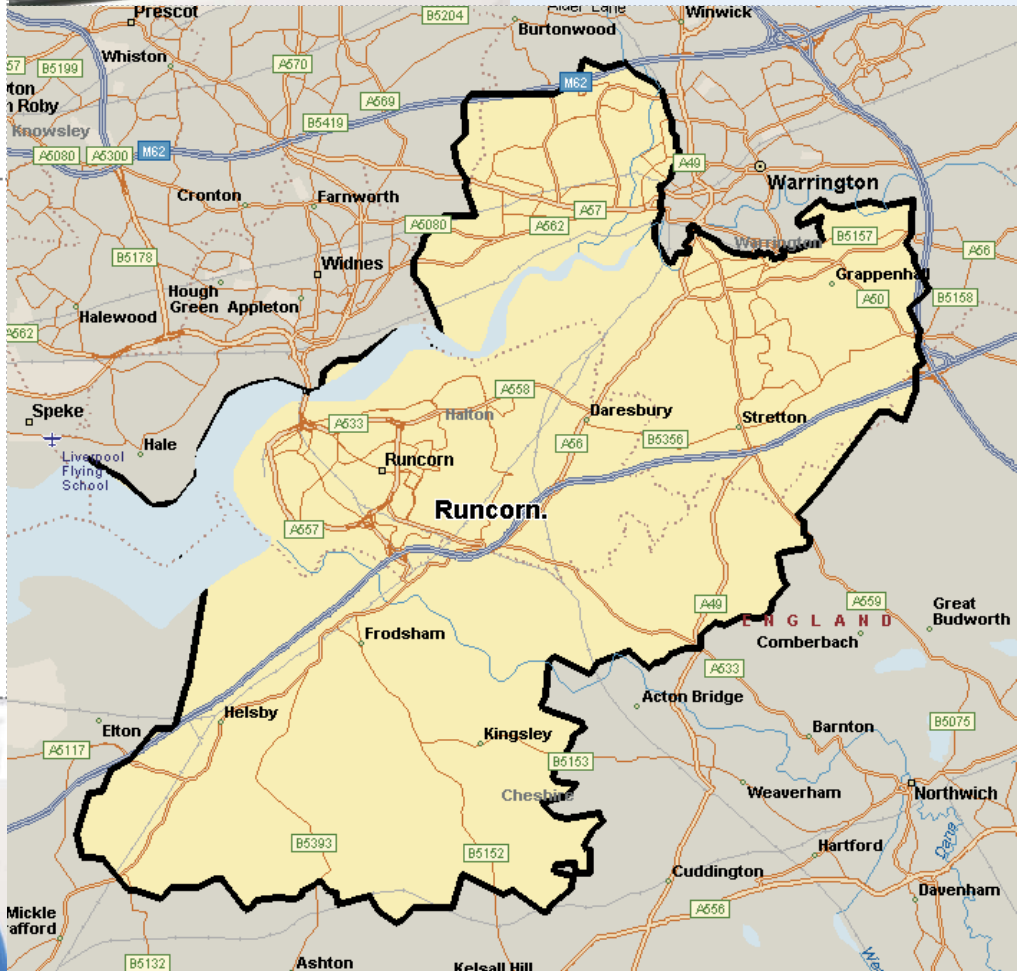 Prescot
B5204
Alder Lane
Winwick
Burtonwood
57
B5199
Whiston
A570
M62
A569
n Roby
Knowsley
B5419
A5080
A5300
M62
A49
Warrington
Cronton
Farnworth
A57
A5080
A562
Warrington
B5157
A56
B5178
Widnes
Grappenhall
Hough
Green
Appleton
A50
B5158
Halewood
A562
Speke
A558
Halton
Daresbury
A533
Stretton
Hale
A56
B5356
Liverpool
Flying
School
Runcorn
Runcorn.
A557
A49
A559
Great
Budworth
E N G L A N D
Comberbach
Frodsham
A533
Acton Bridge
Elton
Helsby
B5075
Barnton
Kingsley
A5117
B5153
Weaverham
Northwich
Cheshire
Dane
B5393
B5152
Hartford
Cuddington
Davenham
Mickle
rafford
A556
We
B5132
Ashton
Kelsall Hill